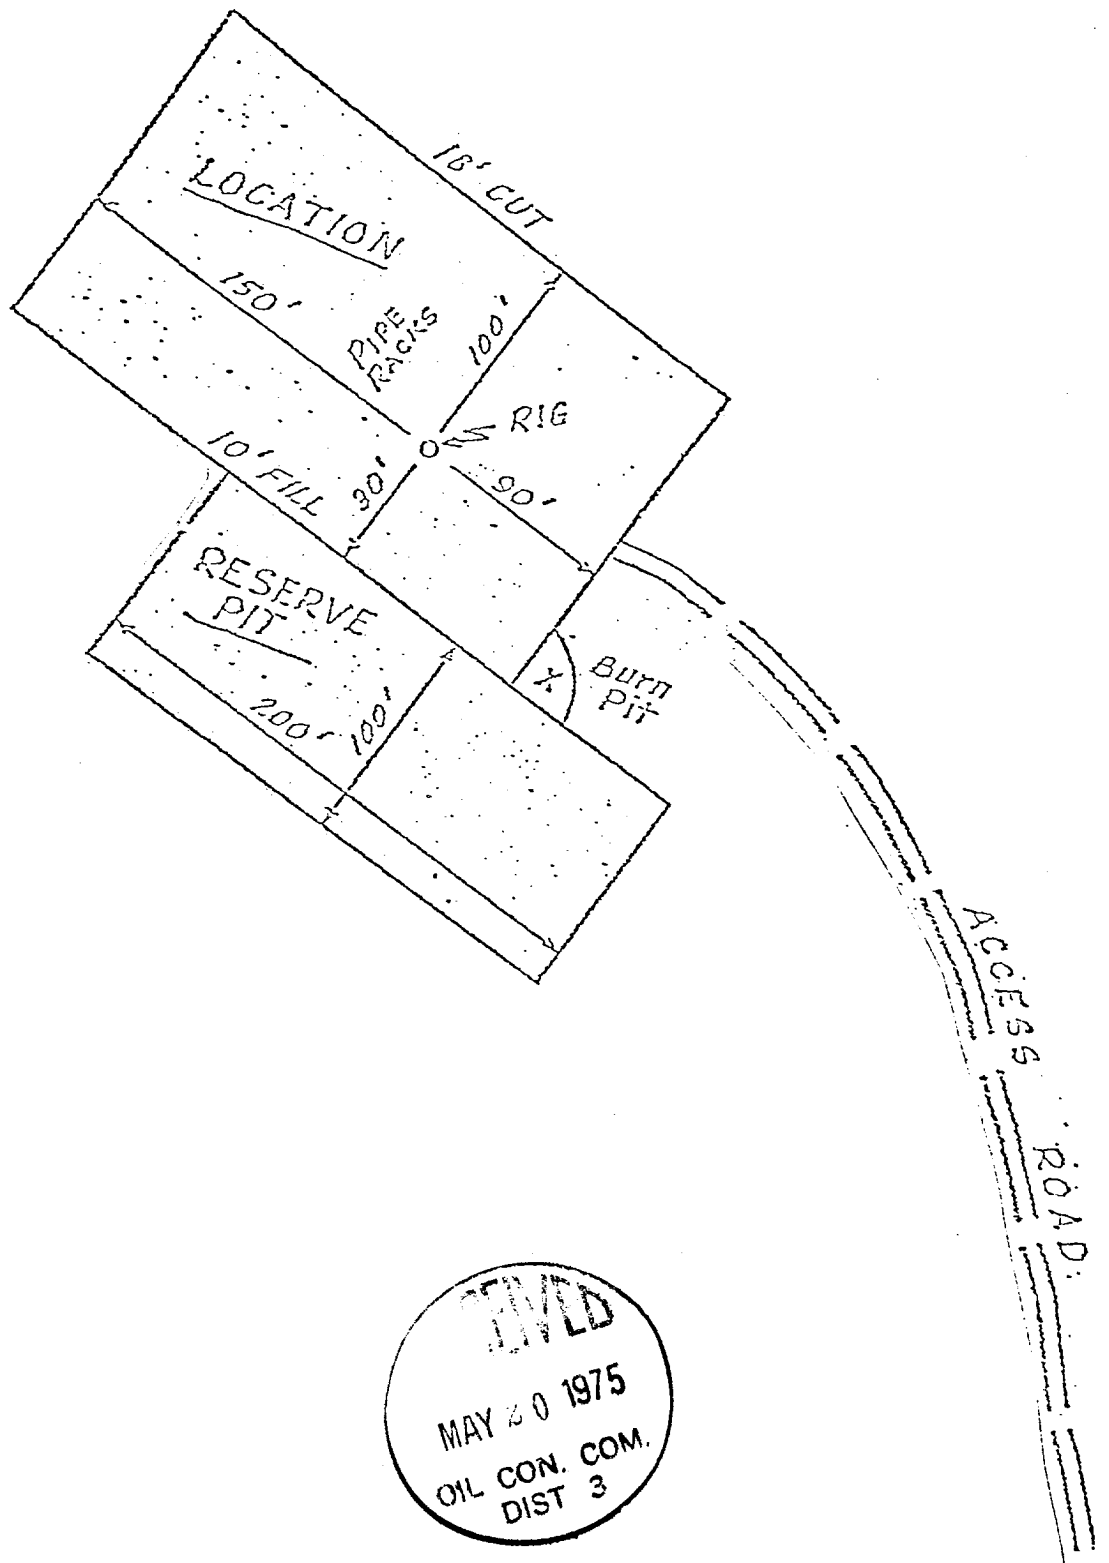 18' CUT
LOCATION
150'
PIPE
RACKS
100'
RIG
10' FILL
30'
90'
RESERVE
PIT
200'
100'
X
Burn
Pit
ACCESS ROAD
EIVED
MAY 20 1975
OIL CON. COM.
DIST 3